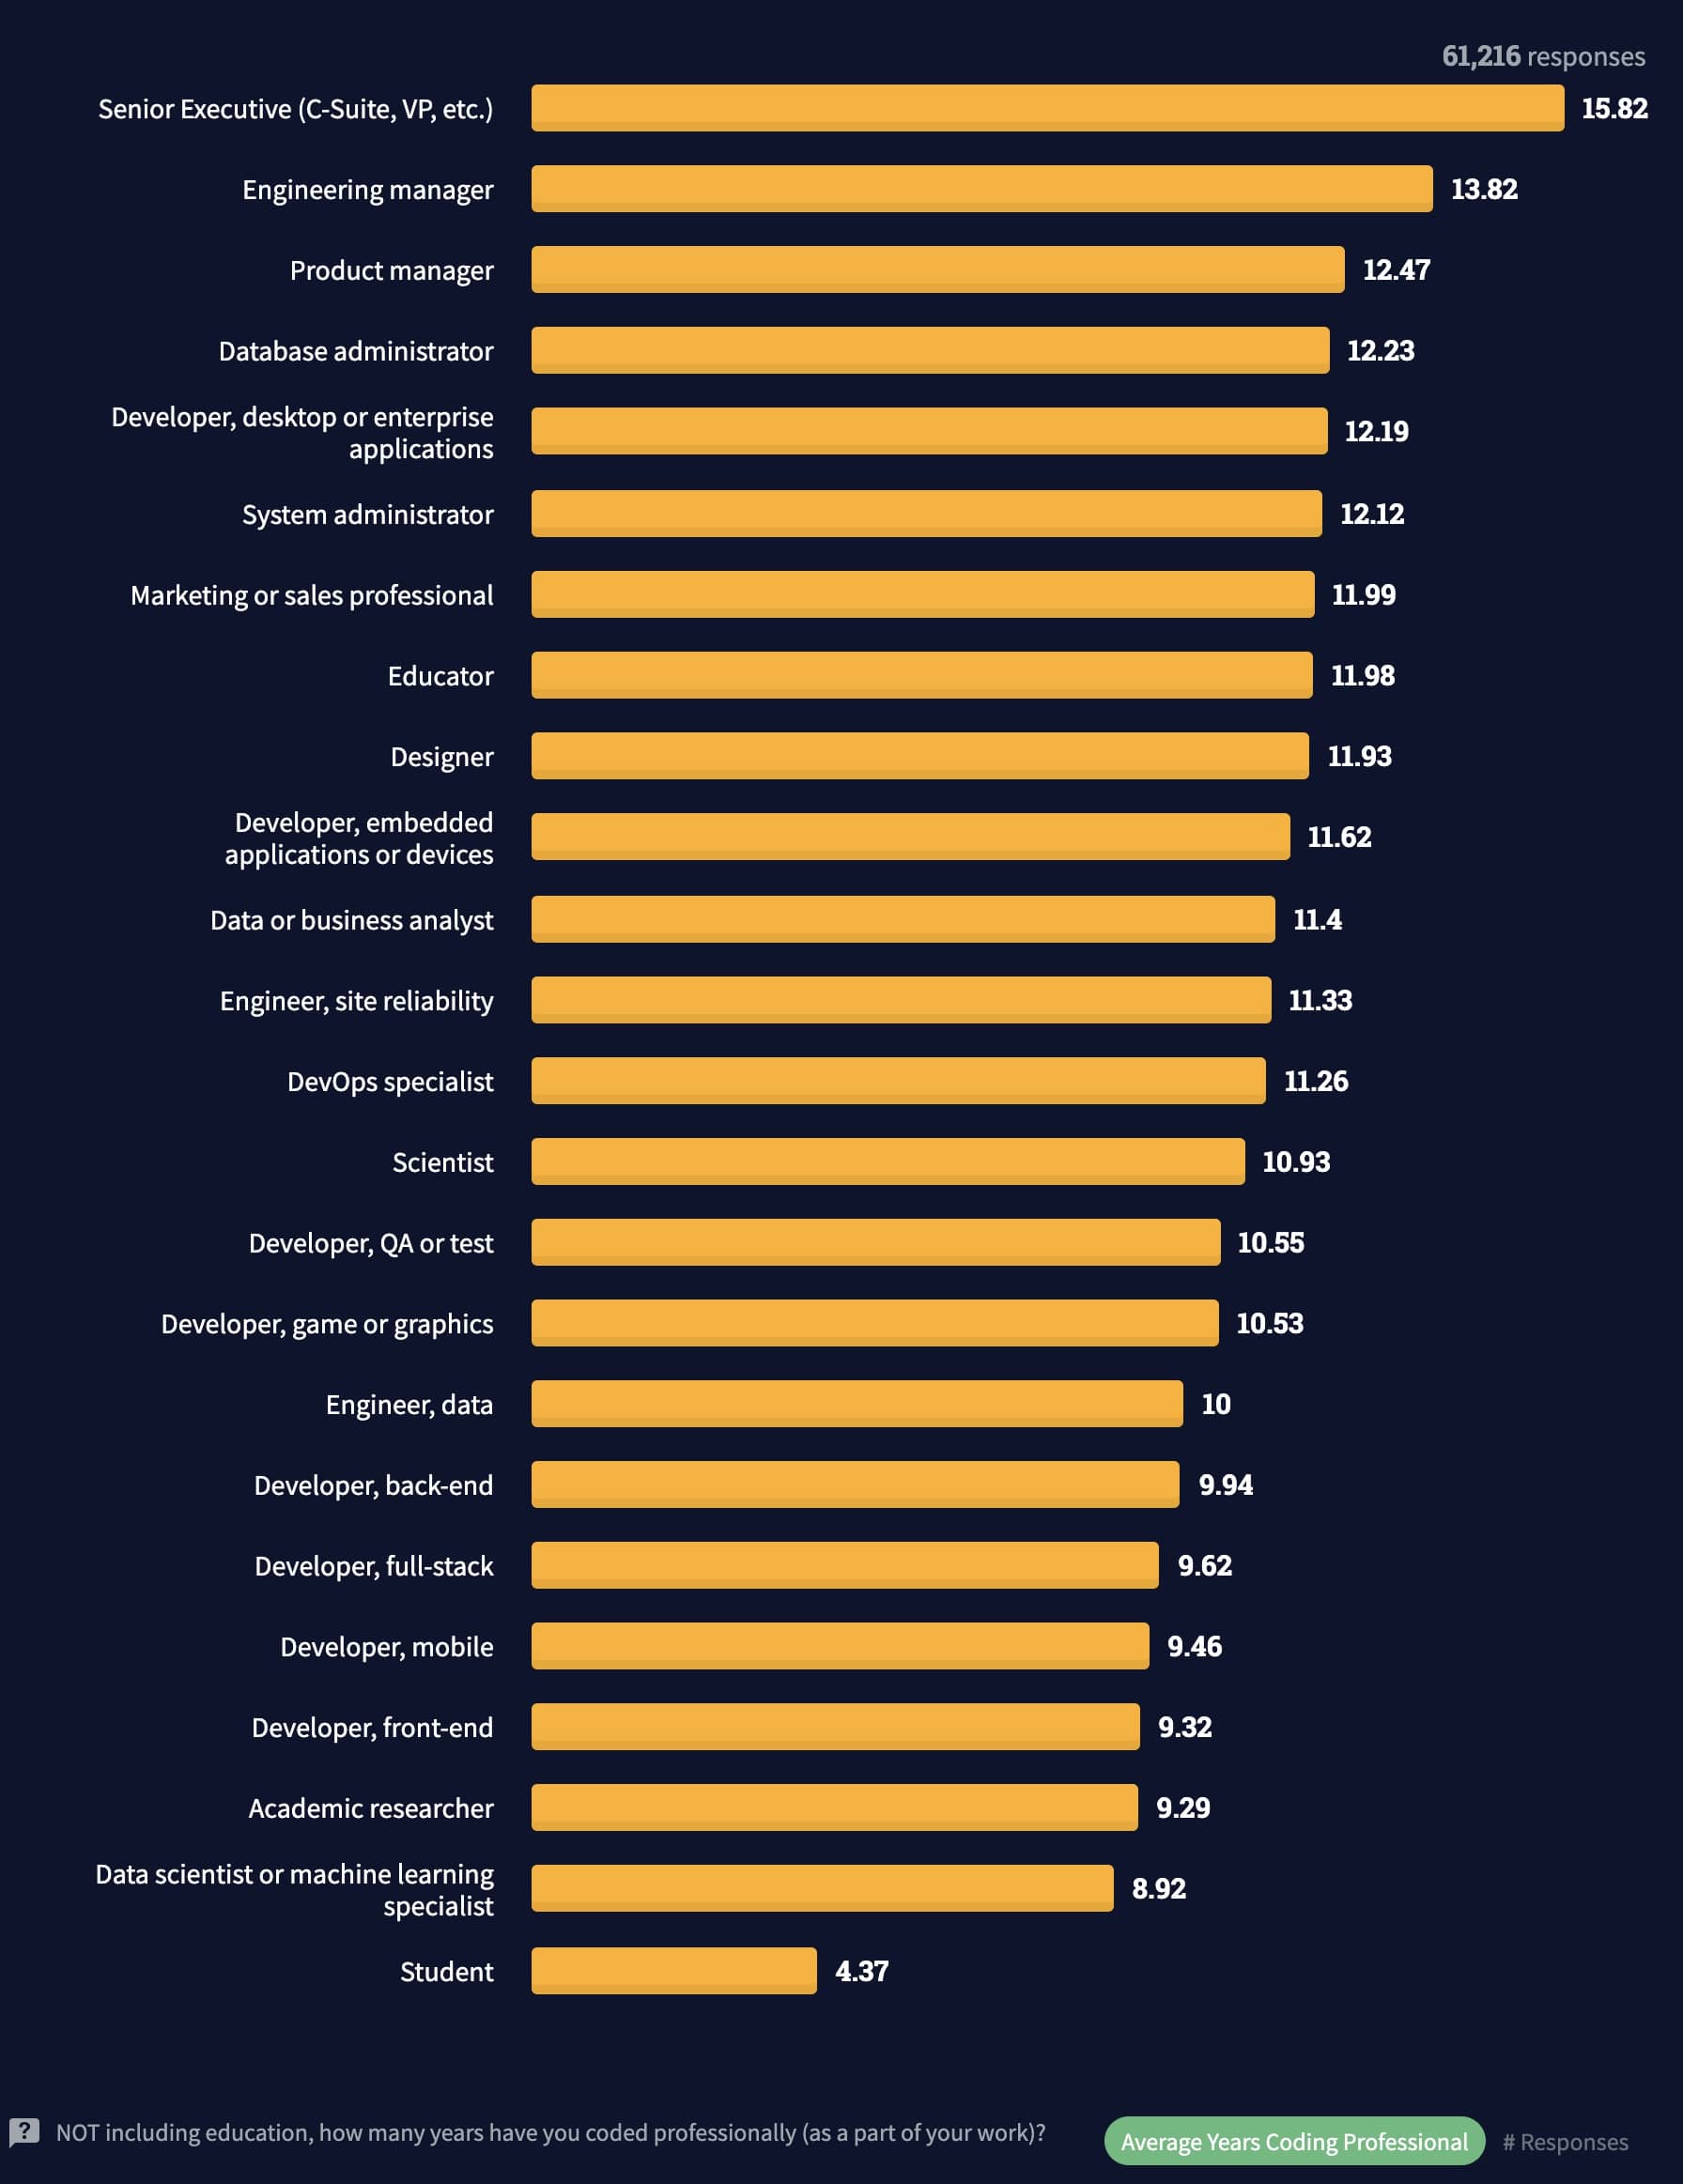 61,216 responses
Senior Executive (C-Suite, VP, etc.) 15.82
Engineering manager 13.82
Product manager 12.47
Database administrator 12.23
Developer, desktop or enterprise
applications 12.19
System administrator 12.12
Marketing or sales professional 11.99
Educator 11.98
Designer 11.93
Developer, embedded
applications or devices 11.62
Data or business analyst 11.4
Engineer, site reliability 11.33
DevOps specialist 11.26
Scientist 10.93
Developer, QA or test 10.55
Developer, game or graphics 10.53
Engineer, data 10
Developer, back-end 9.94
Developer, full-stack 9.62
Developer, mobile 9.46
Developer, front-end 9.32
Academic researcher 9.29
Data scientist or machine learning
specialist 8.92
Student 4.37
? NOT including education, how many years have you coded professionally (as a part of your work)? Average Years Coding Professional # Responses